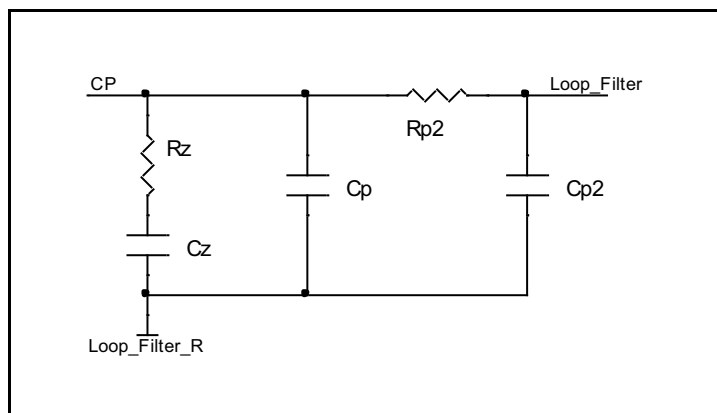 CP
Loop_Filter
Rp2
Rz
Cp
Cp2
Cz
Loop_Filter_R